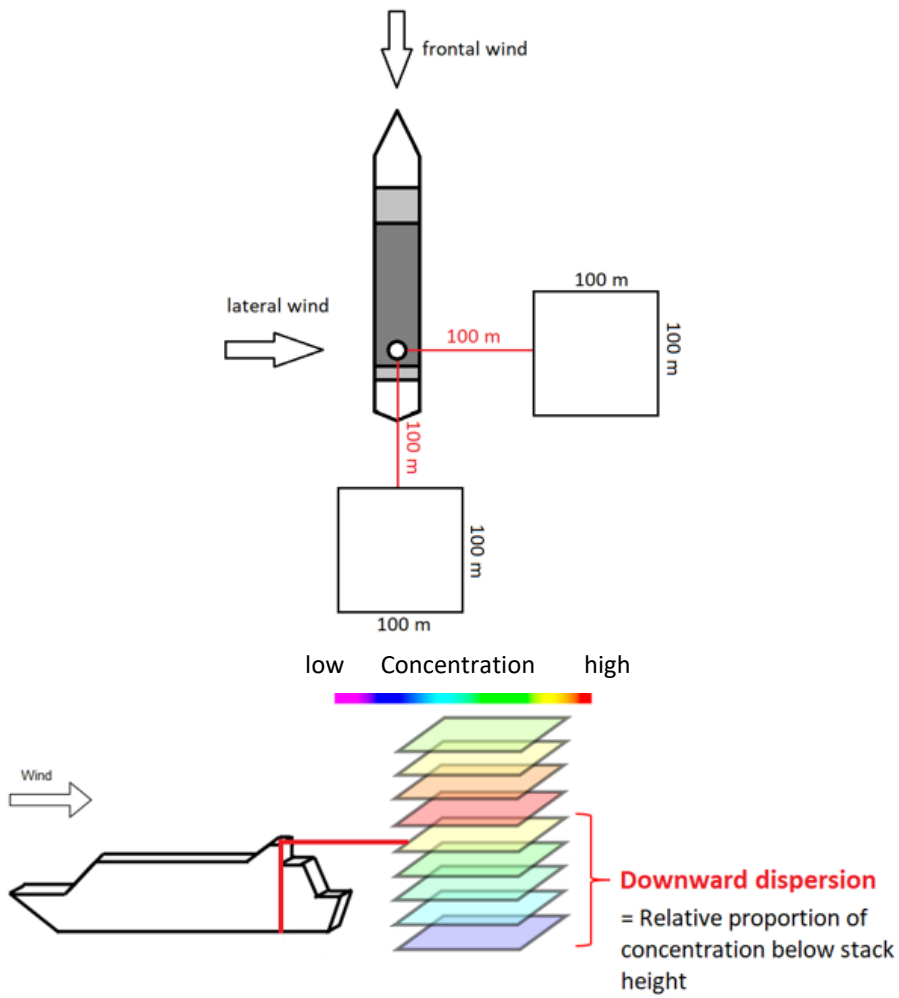 frontal wind
lateral wind
100 m
100 m
100 m
100 m
100 m
100 m
low Concentration high
Wind
Downward dispersion
= Relative proportion of
concentration below stack
height